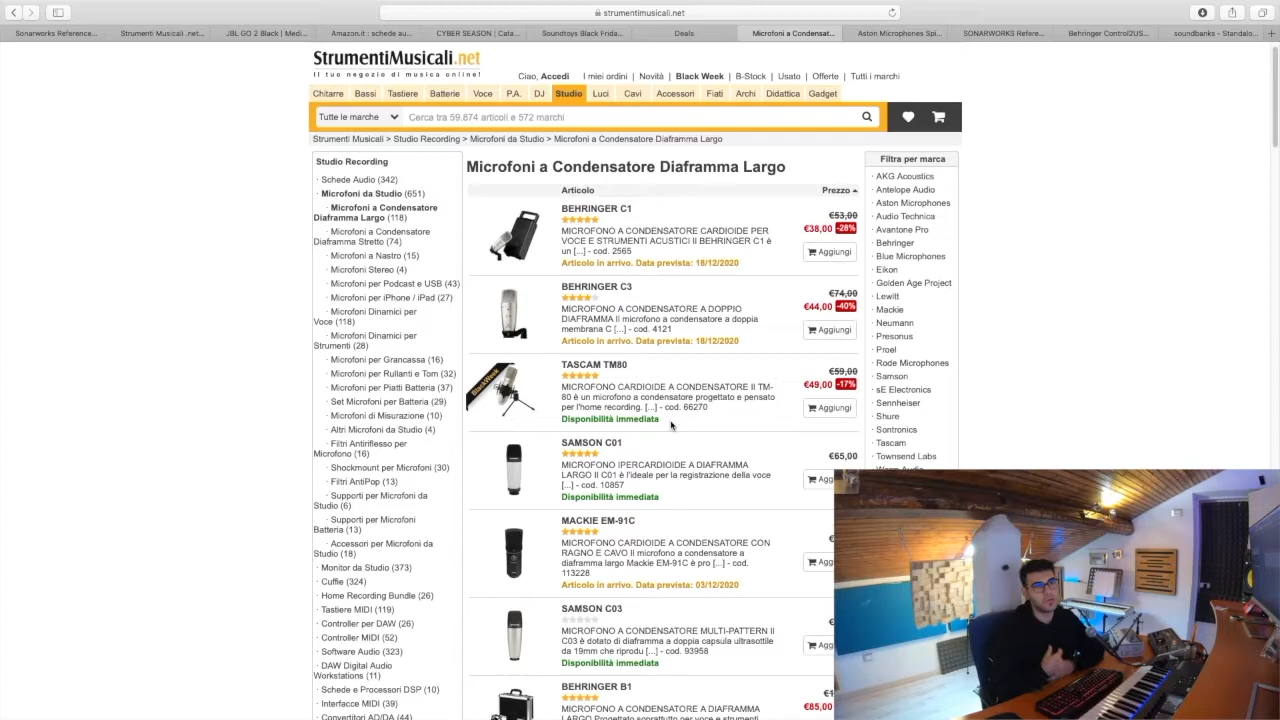 strumentimusicali.net
Sonarworks Reference...
Strumenti Musicali .net...
JBL GO 2 Black | Medi...
Amazon.it : schede au...
CYBER SEASON | Cata...
Soundtoys Black Frida...
Deals
Microfoni a Condensat...
Aston Microphones Spi...
SONARWORKS Refere...
Behringer Control2US...
soundbanks - Standalo...
StrumentiMusicali.net
Il tuo negozio di musica online!
Ciao, Accedi
I miei ordini | Novità | Black Week | B-Stock | Usato | Offerte | Tutti i marchi
Chitarre Bassi Tastiere Batterie Voce P.A. DJ Studio Luci Cavi Accessori Fiati Archi Didattica Gadget
Tutte le marche
Cerca tra 59.874 articoli e 572 marchi
Strumenti Musicali > Studio Recording > Microfoni da Studio > Microfoni a Condensatore Diaframma Largo
Studio Recording
· Schede Audio (342)
· Microfoni da Studio (651)
· Microfoni a Condensatore
Diaframma Largo (118)
· Microfoni a Condensatore
Diaframma Stretto (74)
· Microfoni a Nastro (15)
· Microfoni Stereo (4)
· Microfoni per Podcast e USB (43)
· Microfoni per iPhone / iPad (27)
· Microfoni Dinamici per
Voce (118)
· Microfoni Dinamici per
Strumenti (28)
· Microfoni per Grancassa (16)
· Microfoni per Rullanti e Tom (32)
· Microfoni per Piatti Batteria (37)
· Set Microfoni per Batteria (29)
· Microfoni di Misurazione (10)
· Altri Microfoni da Studio (4)
· Filtri Antiriflesso per
Microfono (16)
· Shockmount per Microfoni (30)
· Filtri AntiPop (13)
· Supporti per Microfoni da
Studio (6)
· Supporti per Microfoni
Batteria (13)
· Accessori per Microfoni da
Studio (18)
· Monitor da Studio (373)
· Cuffie (324)
· Home Recording Bundle (26)
· Tastiere MIDI (119)
· Controller per DAW (26)
· Controller MIDI (52)
· Software Audio (323)
· DAW Digital Audio
Workstations (11)
· Schede e Processori DSP (10)
· Interfacce MIDI (39)
· Convertitori AD/DA (44)
Microfoni a Condensatore Diaframma Largo
Articolo
Prezzo
BEHRINGER C1
MICROFONO A CONDENSATORE CARDIOIDE PER
VOCE E STRUMENTI ACUSTICI Il BEHRINGER C1 è
un [...] - cod. 2565
Articolo in arrivo. Data prevista: 18/12/2020
€53,00
€38,00 -28%
Aggiungi
BEHRINGER C3
MICROFONO A CONDENSATORE A DOPPIO
DIAFRAMMA Il microfono a condensatore a doppia
membrana C [...] - cod. 4121
Articolo in arrivo. Data prevista: 18/12/2020
€74,00
€44,00 -40%
Aggiungi
BlackWeek
TASCAM TM80
MICROFONO CARDIOIDE A CONDENSATORE Il TM-
80 è un microfono a condensatore progettato e pensato
per l'home recording. [...] - cod. 66270
Disponibilità immediata
€59,00
€49,00 -17%
Aggiungi
SAMSON C01
MICROFONO IPERCARDIOIDE A DIAFRAMMA
LARGO Il C01 è l'ideale per la registrazione della voce
[...] - cod. 10857
Disponibilità immediata
€65,00
Agg
MACKIE EM-91C
MICROFONO CARDIOIDE A CONDENSATORE CON
RAGNO E CAVO Il microfono a condensatore a
diaframma largo Mackie EM-91C è pro [...] - cod.
113228
Articolo in arrivo. Data prevista: 03/12/2020
€
Agg
SAMSON C03
MICROFONO A CONDENSATORE MULTI-PATTERN Il
C03 è dotato di diaframma a doppia capsula ultrasottile
da 19mm che riprodu [...] - cod. 93958
Disponibilità immediata
€
Agg
BEHRINGER B1
MICROFONO A CONDENSATORE A DIAFRAMMA
LARGO Progettato soprattutto per voce e strumenti
€1
€85,00
Filtra per marca
· AKG Acoustics
· Antelope Audio
· Aston Microphones
· Audio Technica
· Avantone Pro
· Behringer
· Blue Microphones
· Eikon
· Golden Age Project
· Lewitt
· Mackie
· Neumann
· Presonus
· Proel
· Rode Microphones
· Samson
· sE Electronics
· Sennheiser
· Shure
· Sontronics
· Tascam
· Townsend Labs
· Warm Audio